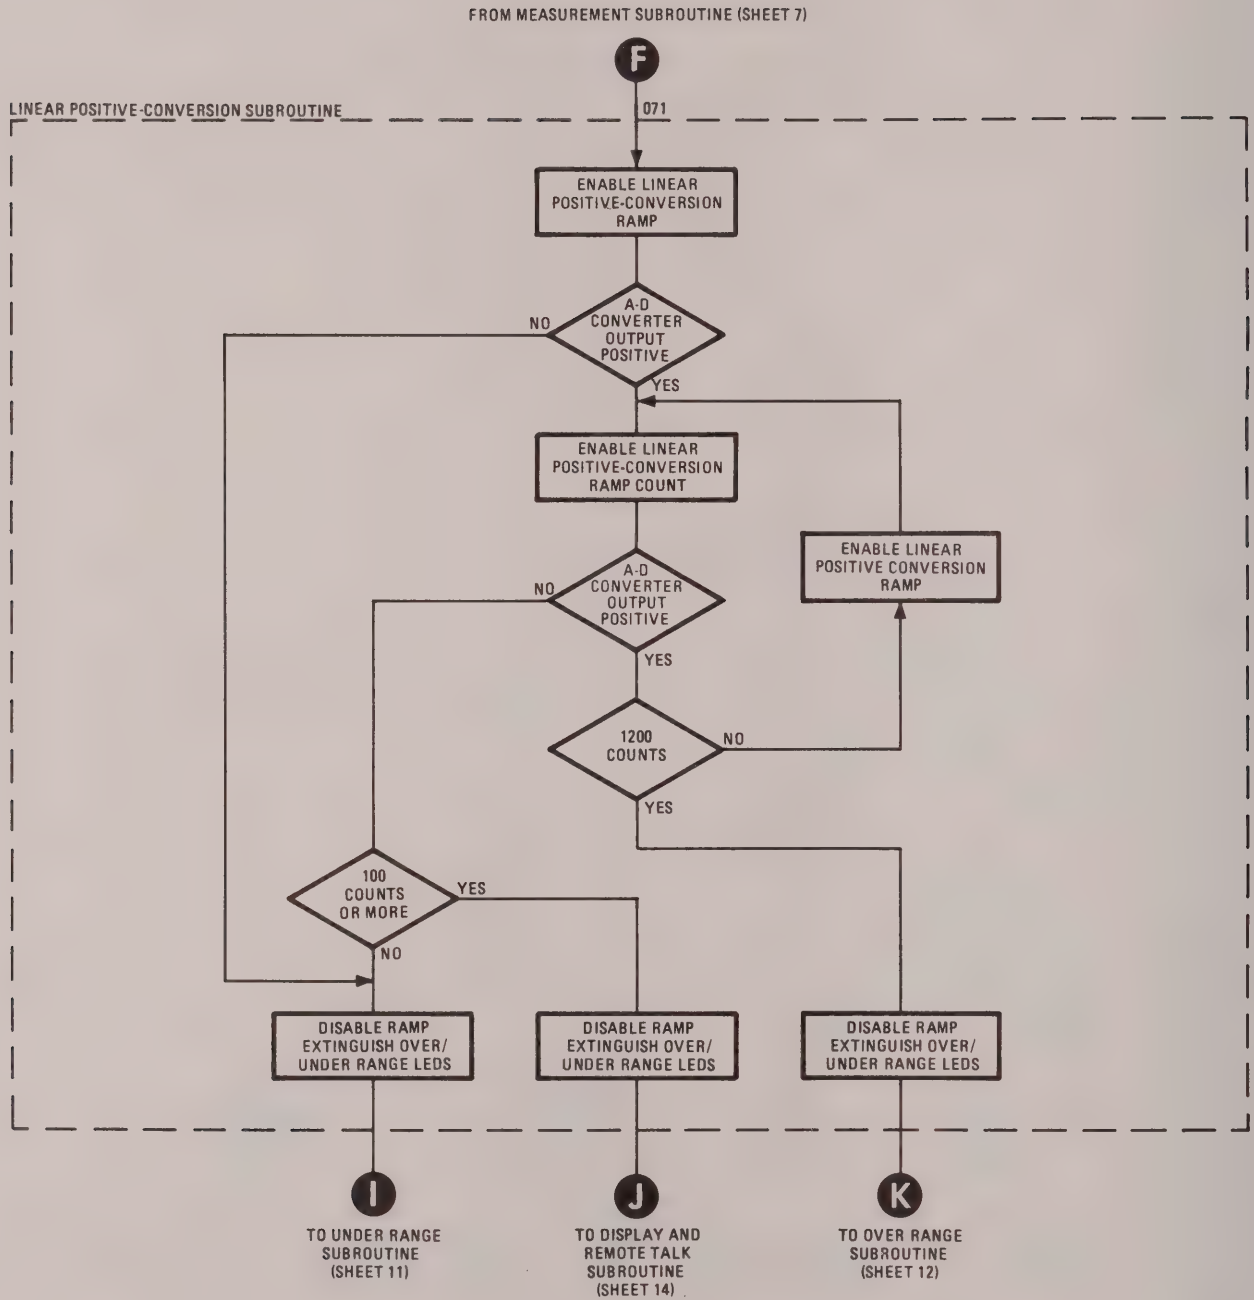 FROM MEASUREMENT SUBROUTINE (SHEET 7)
F
LINEAR POSITIVE-CONVERSION SUBROUTINE
071
ENABLE LINEAR
POSITIVE-CONVERSION
RAMP
A-D
CONVERTER
OUTPUT
POSITIVE
NO
YES
ENABLE LINEAR
POSITIVE-CONVERSION
RAMP COUNT
ENABLE LINEAR
POSITIVE CONVERSION
RAMP
A-D
CONVERTER
OUTPUT
POSITIVE
NO
YES
1200
COUNTS
NO
YES
100
COUNTS
OR MORE
YES
NO
DISABLE RAMP
EXTINGUISH OVER/
UNDER RANGE LEDS
DISABLE RAMP
EXTINGUISH OVER/
UNDER RANGE LEDS
DISABLE RAMP
EXTINGUISH OVER/
UNDER RANGE LEDS
I
TO UNDER RANGE
SUBROUTINE
(SHEET 11)
J
TO DISPLAY AND
REMOTE TALK
SUBROUTINE
(SHEET 14)
K
TO OVER RANGE
SUBROUTINE
(SHEET 12)